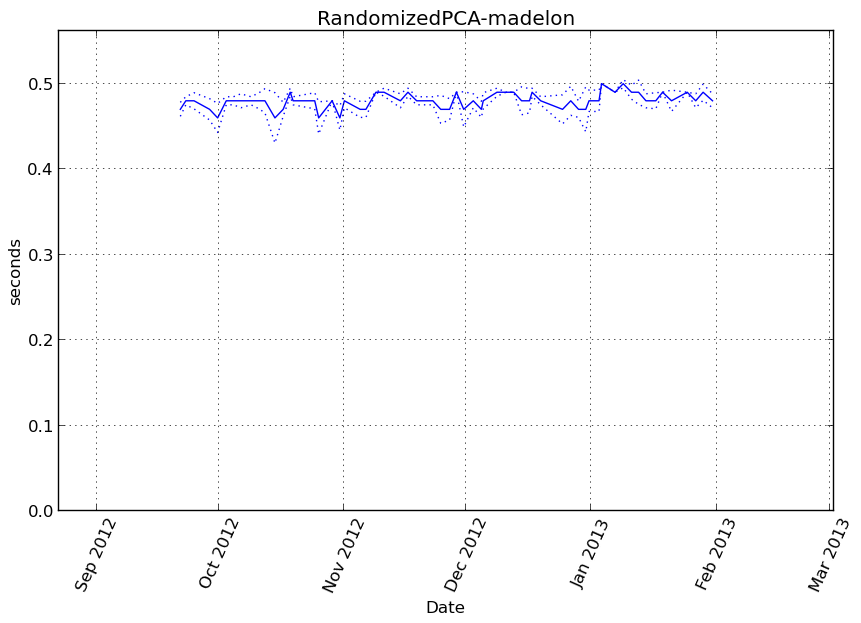 RandomizedPCA-madelon
0.5
0.4
0.3
0.2
0.1
0.0
seconds
Sep 2012
Oct 2012
Nov 2012
Dec 2012
Jan 2013
Feb 2013
Mar 2013
Date